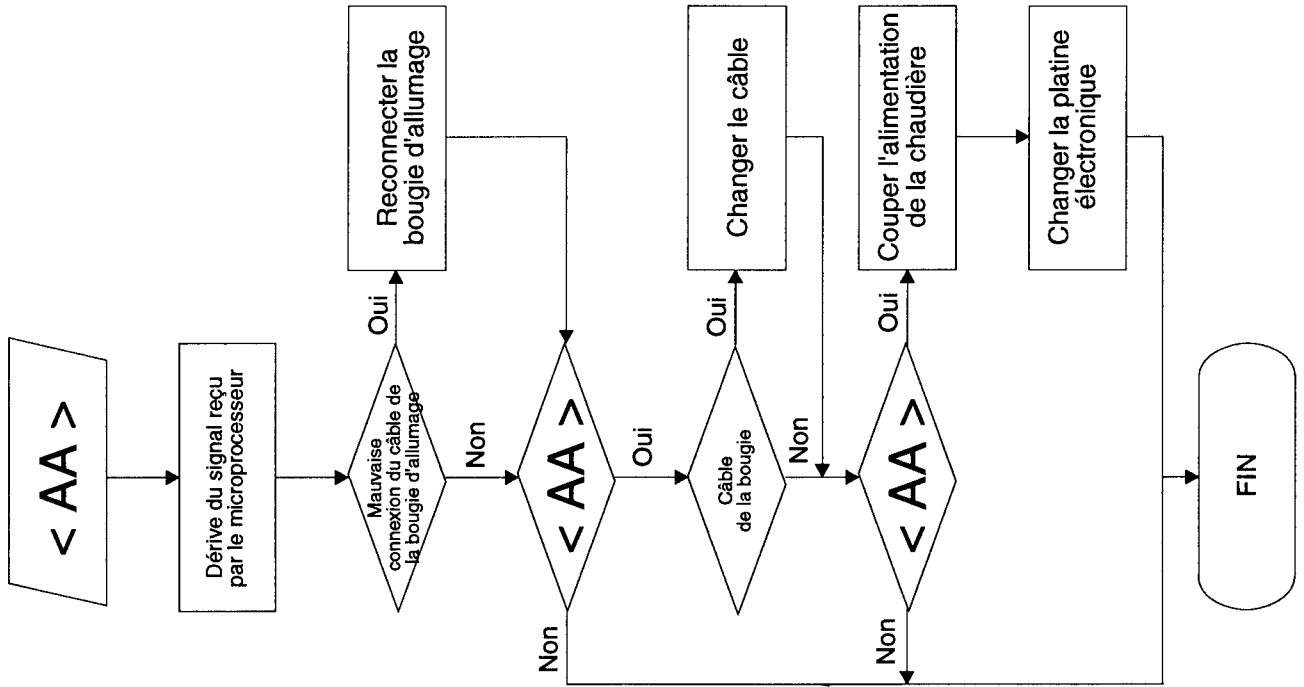 < AA >
Dérive du signal reçu
par le microprocesseur
Mauvaise
connexion du câble de
la bougie d'allumage
Oui
Reconnecter la
bougie d'allumage
Non
< AA >
Non
Oui
Câble
de la bougie
Oui
Changer le câble
Non
< AA >
Non
Oui
Couper l'alimentation
de la chaudière
Changer la platine
électronique
FIN